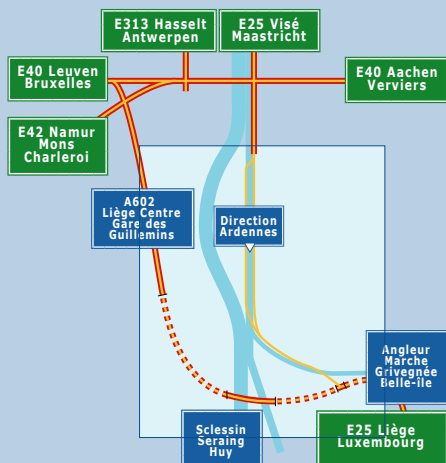 E313 Hasselt
Antwerpen
E25 Visé
Maastricht
E40 Leuven
Bruxelles
E40 Aachen
Verviers
E42 Namur
Mons
Charleroi
A602
Liège Centre
Gare des
Guillemins
Direction
Ardennes
Angleur
Marche
Grivegnée
Belle-ile
Sclessin
Seraing
Huy
E25 Liège
Luxembourg